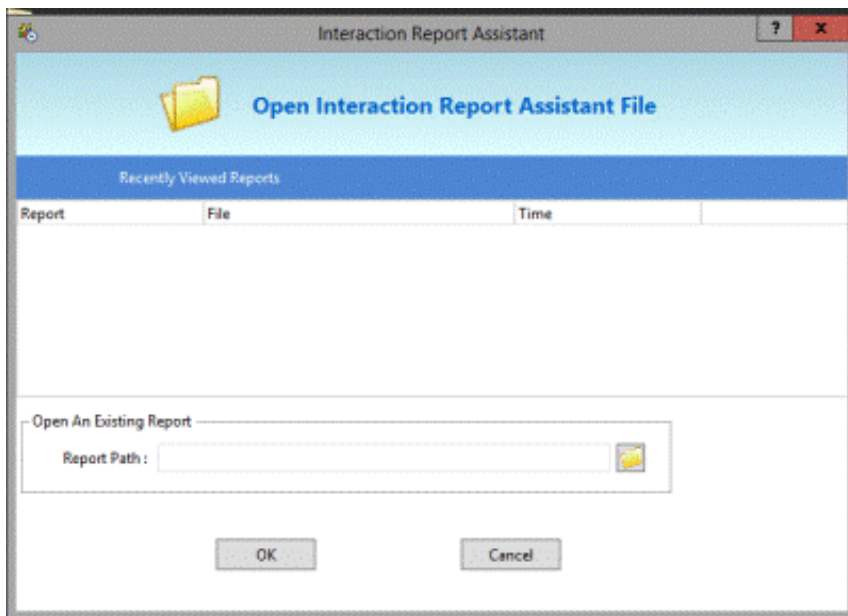 Interaction Report Assistant
?
x
Open Interaction Report Assistant File
Recently Viewed Reports
Report File Time
Open An Existing Report
Report Path :
OK Cancel